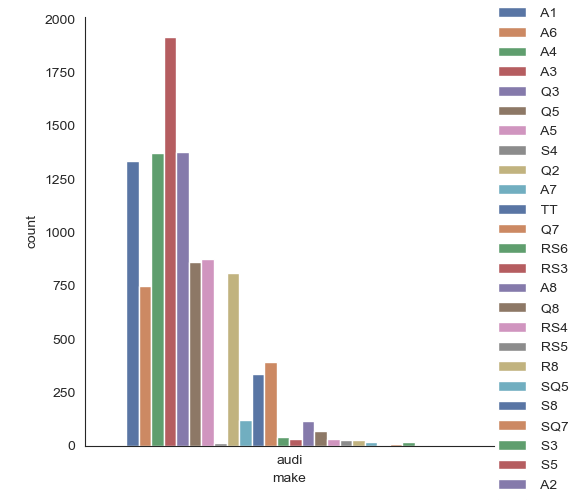 2000
1750
1500
1250
1000
750
500
250
0
count
audi
make
A1
A6
A4
A3
Q3
Q5
A5
S4
Q2
A7
TT
Q7
RS6
RS3
A8
Q8
RS4
RS5
R8
SQ5
S8
SQ7
S3
S5
A2